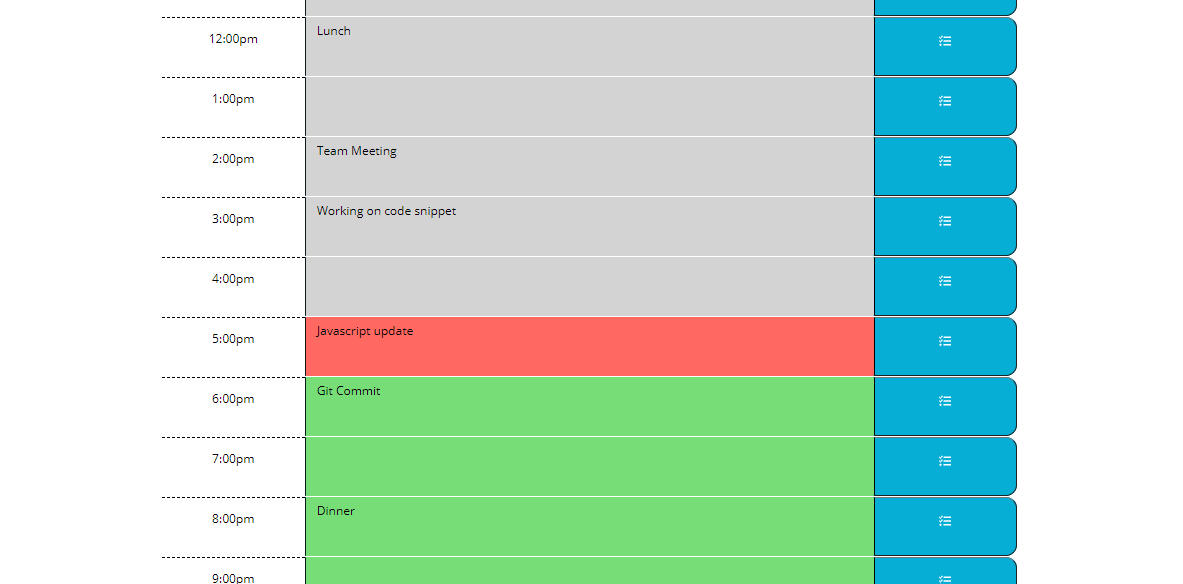 12:00pm Lunch
1:00pm
2:00pm Team Meeting
3:00pm Working on code snippet
4:00pm
5:00pm Javascript update
6:00pm Git Commit
7:00pm
8:00pm Dinner
9:00pm